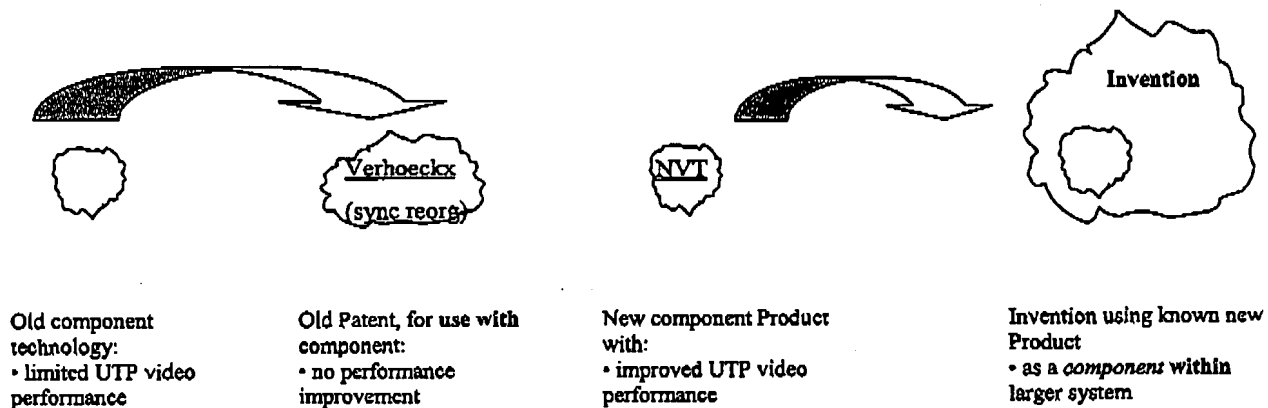 Invention
Verhoeckx
(sync reorg)
NVT
Old component
technology:
• limited UTP video
performance
Old Patent, for use with
component:
• no performance
improvement
New component Product
with:
• improved UTP video
performance
Invention using known new
Product
• as a component within
larger system